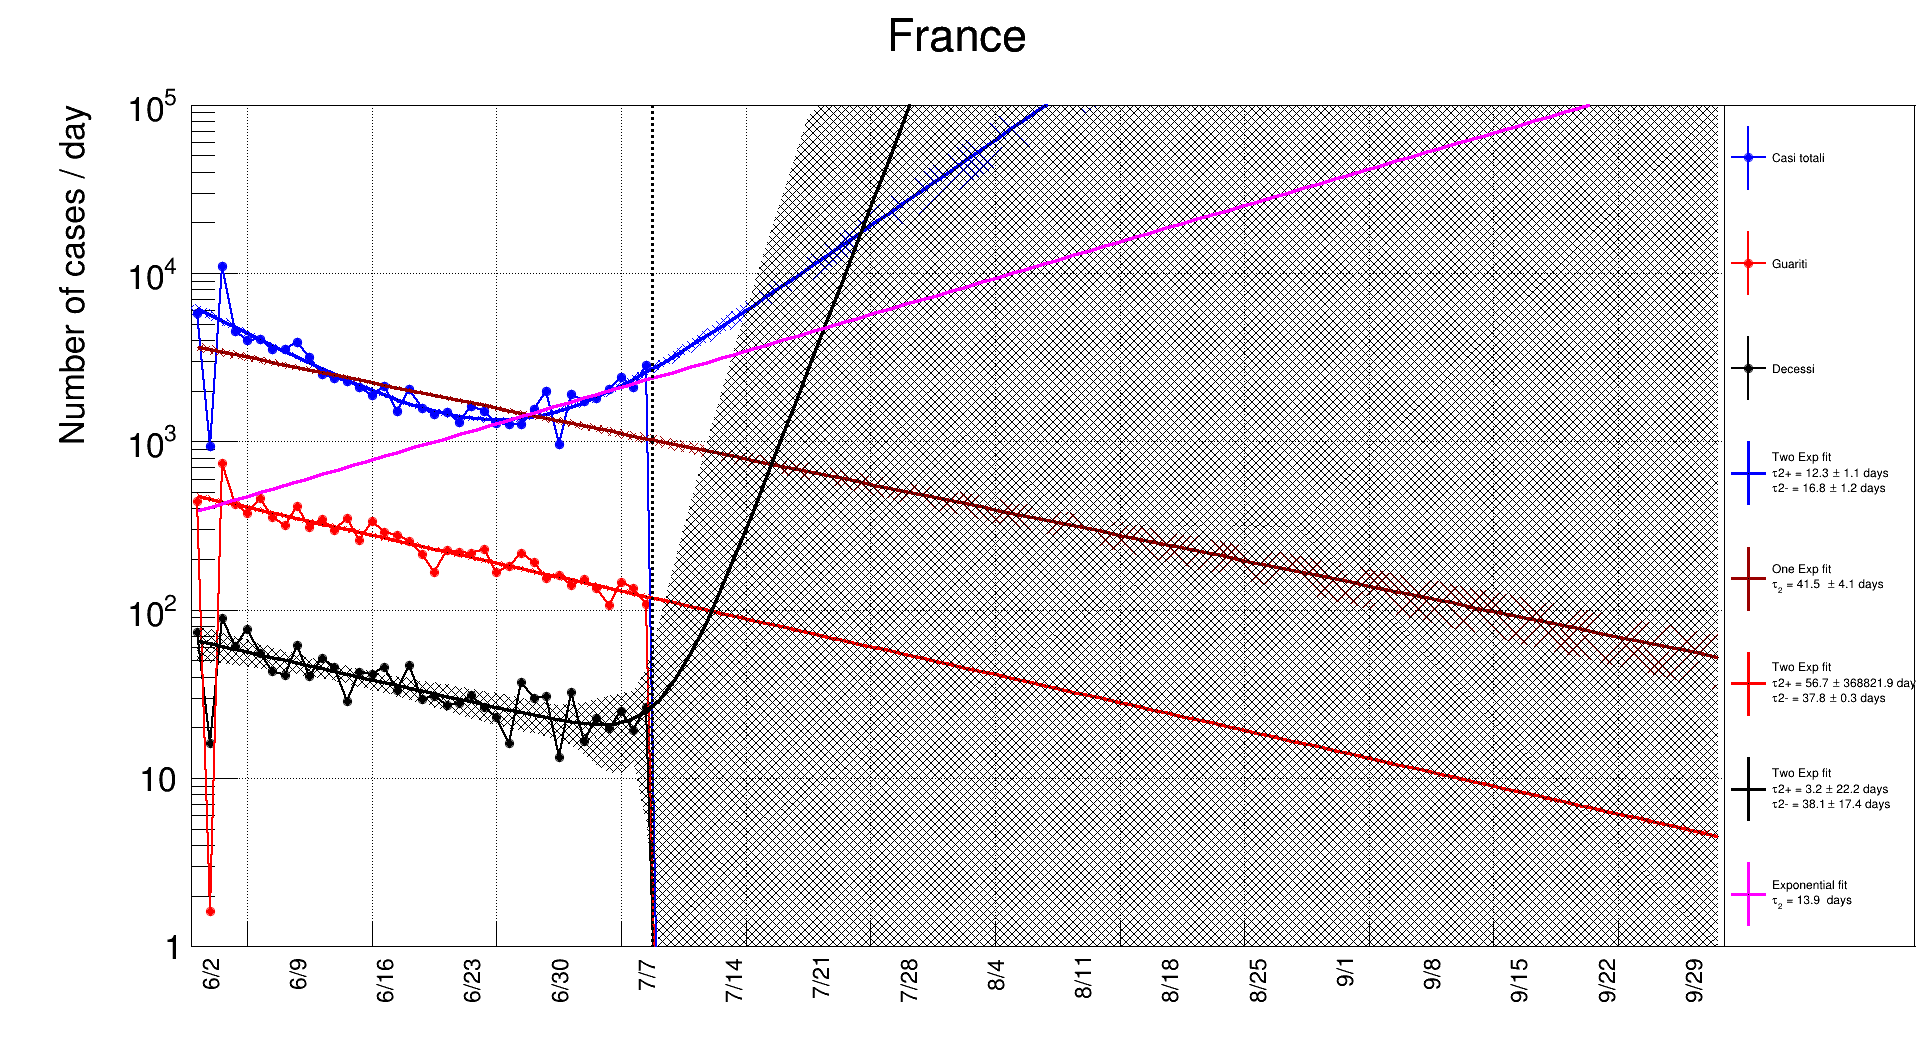 France
Number of cases / day
10^5
10^4
10^3
10^2
10
1
6/2
6/9
6/16
6/23
6/30
7/7
7/14
7/21
7/28
8/4
8/11
8/18
8/25
9/1
9/8
9/15
9/22
9/29
Casi totali
Guariti
Decessi
Two Exp fit
τ2+ = 12.3 ± 1.1 days
τ2- = 16.8 ± 1.2 days
One Exp fit
τ₂ = 41.5 ± 4.1 days
Two Exp fit
τ2+ = 56.7 ± 368821.9 day
τ2- = 37.8 ± 0.3 days
Two Exp fit
τ2+ = 3.2 ± 22.2 days
τ2- = 38.1 ± 17.4 days
Exponential fit
τ₂ = 13.9 days